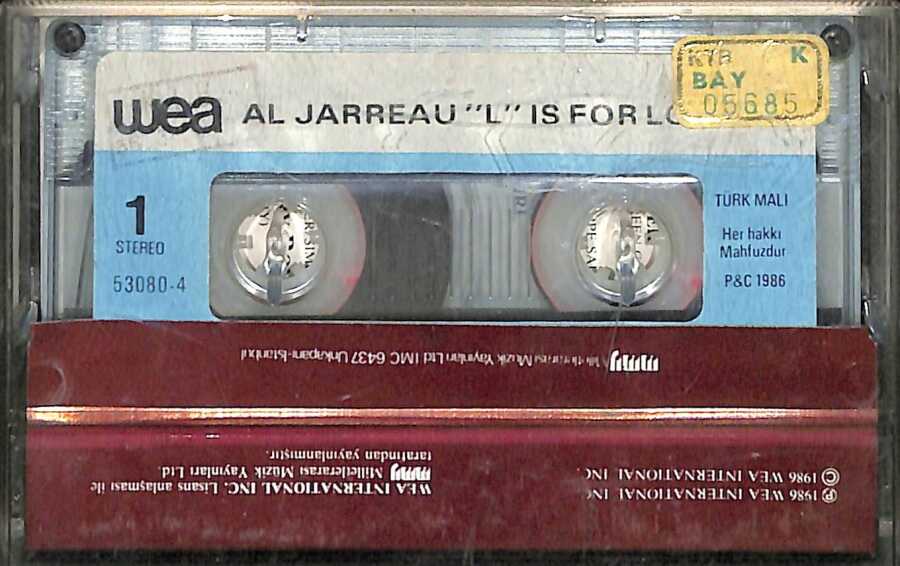 wea AL JARREAU "L" IS FOR
KTB K
BAY
05685
1
STEREO
53080-4
TÜRK MALI
Her hakkı
Mahfuzdur
P&C 1986
mmy Milletlerarası Müzik Yayınları Ltd. IMC 6437 Unkapanı-İstanbul
℗ 1986 WEA INTERNATIONAL INC.
© 1986 WEA INTERNATIONAL INC.
WEA INTERNATIONAL INC. Lisans anlaşması ile
mmy Milletlerarası Müzik Yayınları Ltd.
tarafından yayınlanmıştır.